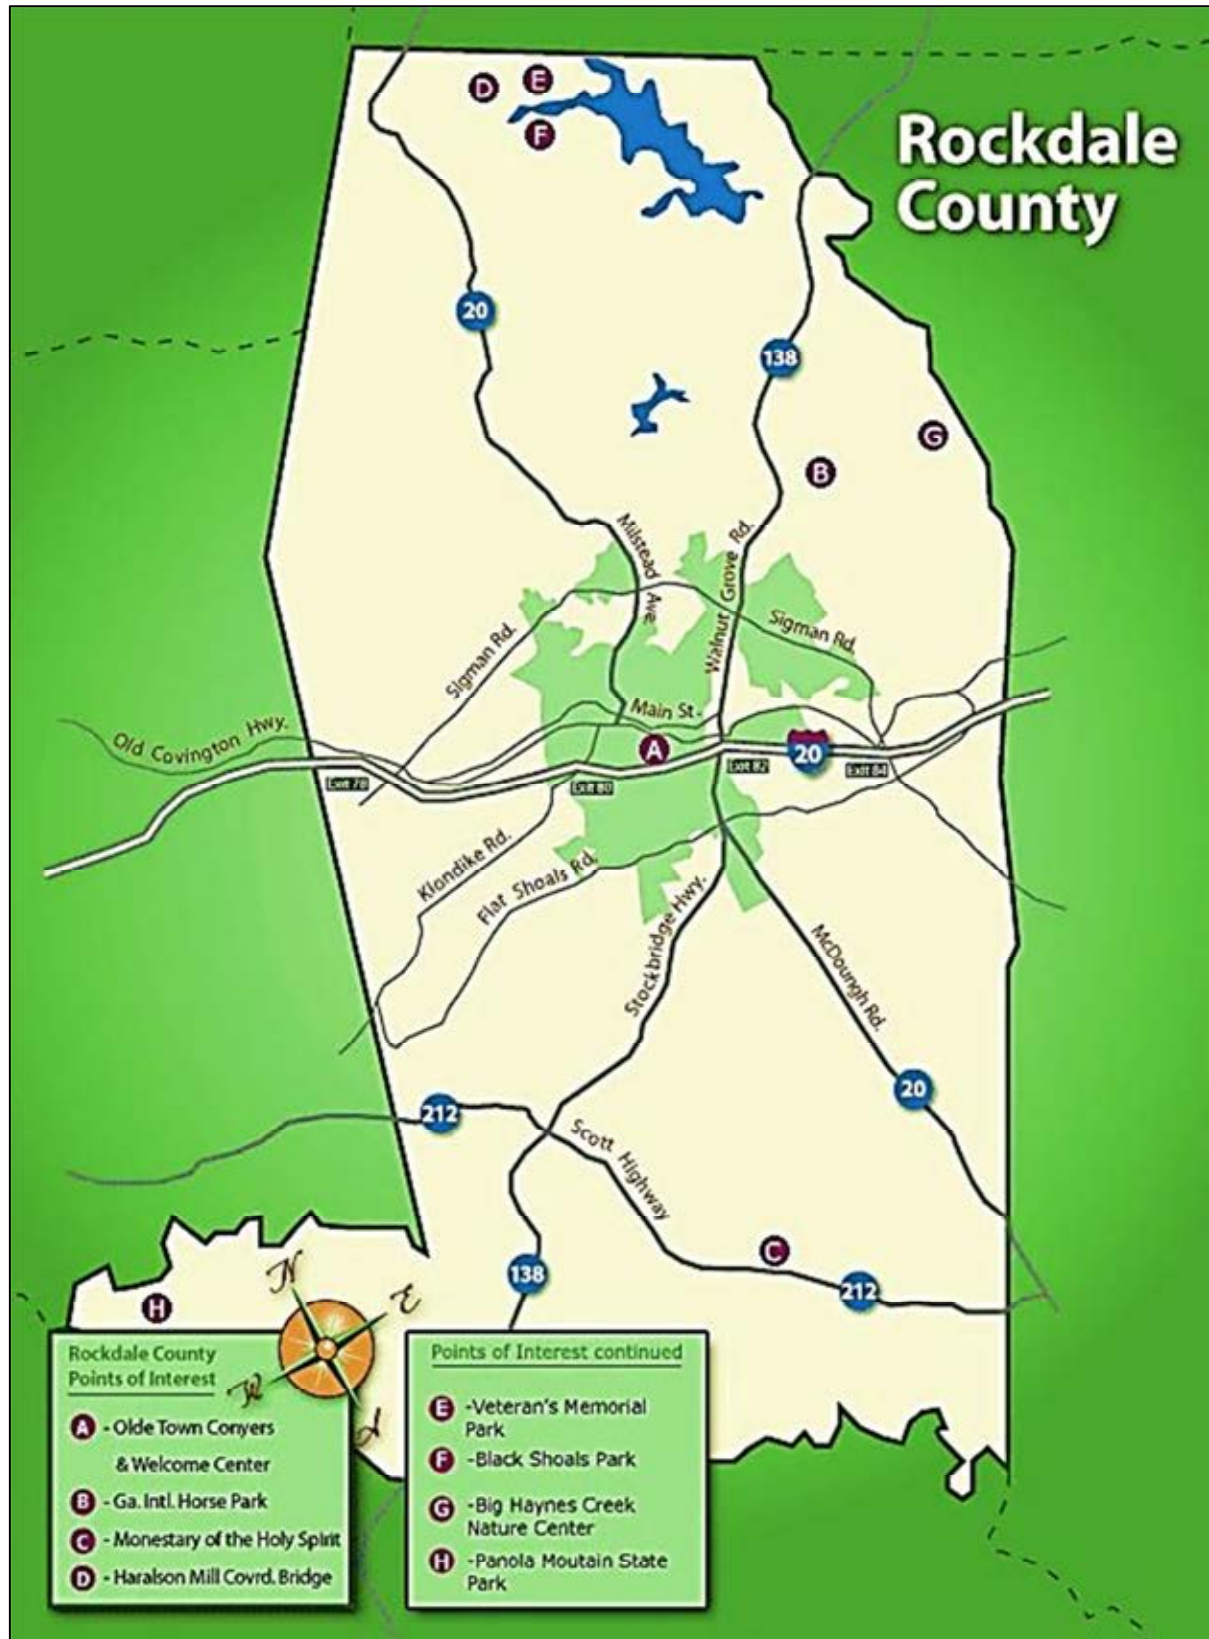 Rockdale
County
D
E
F
20
138
G
B
Milstead Ave.
Walnut Grove Rd.
Sigman Rd.
Sigman Rd.
Main St.
Old Covington Hwy.
A
20
Exit 78
Exit 80
Exit 82
Exit 84
Klondike Rd.
Flat Shoals Rd.
Stockbridge Hwy.
McDoungh Rd.
20
212
Scott Highway
C
138
212
H
N
E
W
Rockdale County
Points of Interest
A - Olde Town Conyers
& Welcome Center
B - Ga. Intl. Horse Park
C - Monestary of the Holy Spirit
D - Haralson Mill Covrd. Bridge
Points of Interest continued
E -Veteran's Memorial
Park
F -Black Shoals Park
G -Big Haynes Creek
Nature Center
H -Panola Moutain State
Park